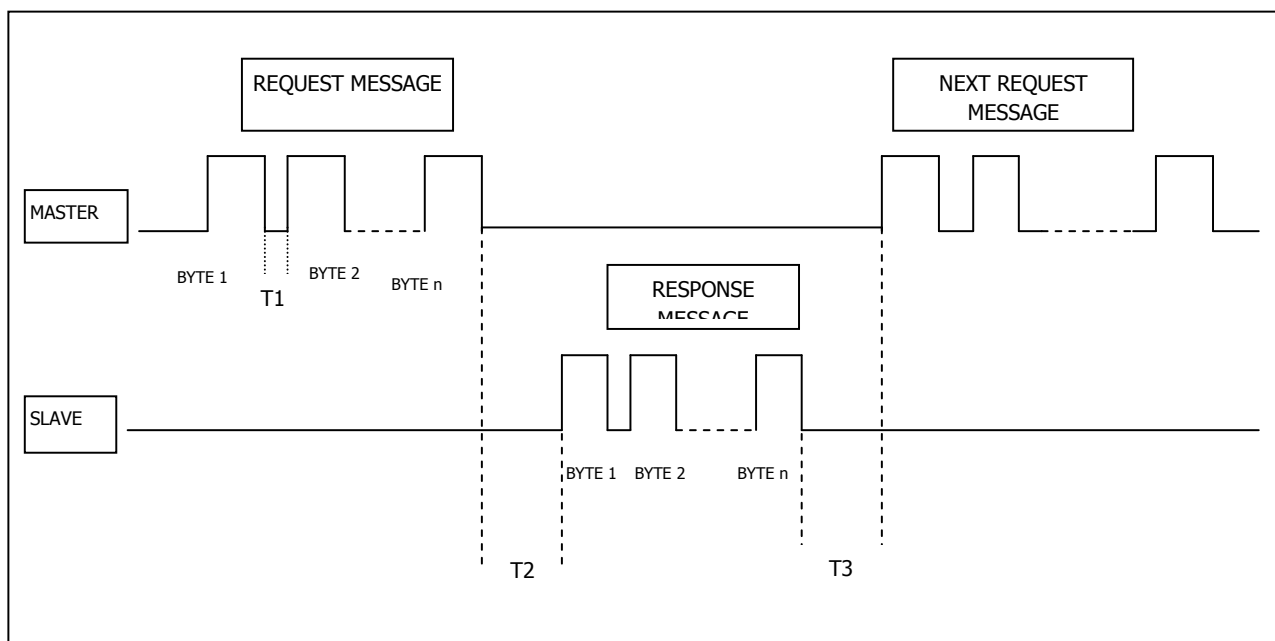 REQUEST MESSAGE
NEXT REQUEST
MESSAGE
MASTER
BYTE 1
BYTE 2
BYTE n
T1
RESPONSE
MESSAGE
SLAVE
BYTE 1
BYTE 2
BYTE n
T2
T3